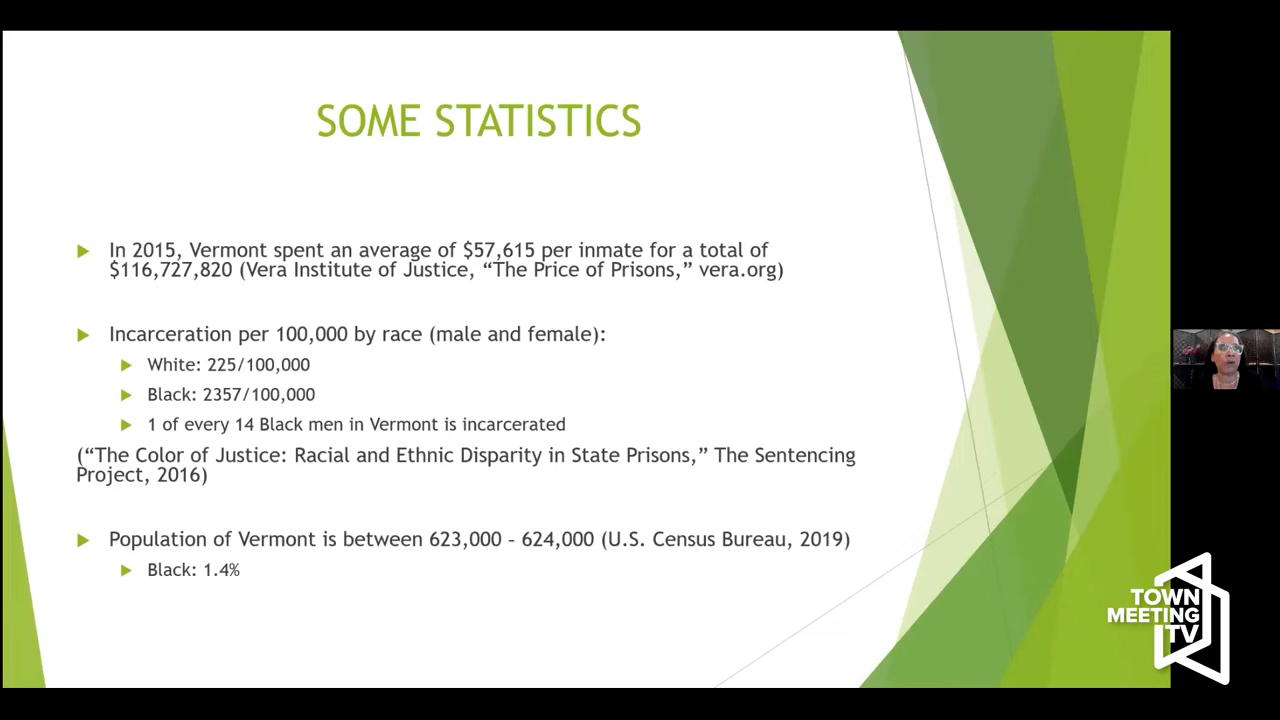 SOME STATISTICS
In 2015, Vermont spent an average of $57,615 per inmate for a total of
$116,727,820 (Vera Institute of Justice, “The Price of Prisons,” vera.org)
Incarceration per 100,000 by race (male and female):
White: 225/100,000
Black: 2357/100,000
1 of every 14 Black men in Vermont is incarcerated
(“The Color of Justice: Racial and Ethnic Disparity in State Prisons,” The Sentencing
Project, 2016)
Population of Vermont is between 623,000 – 624,000 (U.S. Census Bureau, 2019)
Black: 1.4%
TOWN
MEETING
TV